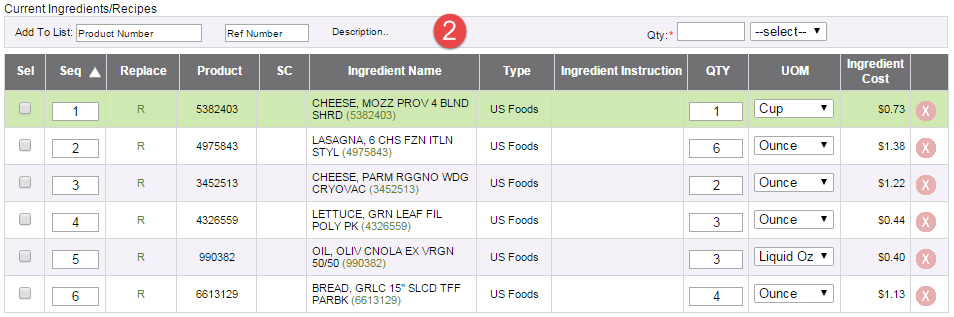 Current Ingredients/Recipes
Add To List: Product Number Ref Number Description.. 2 Qty:* --select--
Sel Seq Replace Product SC Ingredient Name Type Ingredient Instruction QTY UOM Ingredient Cost
1 R 5382403 CHEESE, MOZZ PROV 4 BLND US Foods 1 Cup $0.73 X
SHRD (5382403)
2 R 4975843 LASAGNA, 6 CHS FZN ITLN US Foods 6 Ounce $1.38 X
STYL (4975843)
3 R 3452513 CHEESE, PARM RGGNO WDG US Foods 2 Ounce $1.22 X
CRYOVAC (3452513)
4 R 4326559 LETTUCE, GRN LEAF FIL US Foods 3 Ounce $0.44 X
POLY PK (4326559)
5 R 990382 OIL, OLIV CNOLA EX VRGN US Foods 3 Liquid Oz $0.40 X
50/50 (990382)
6 R 6613129 BREAD, GRLC 15" SLCD TFF US Foods 4 Ounce $1.13 X
PARBK (6613129)